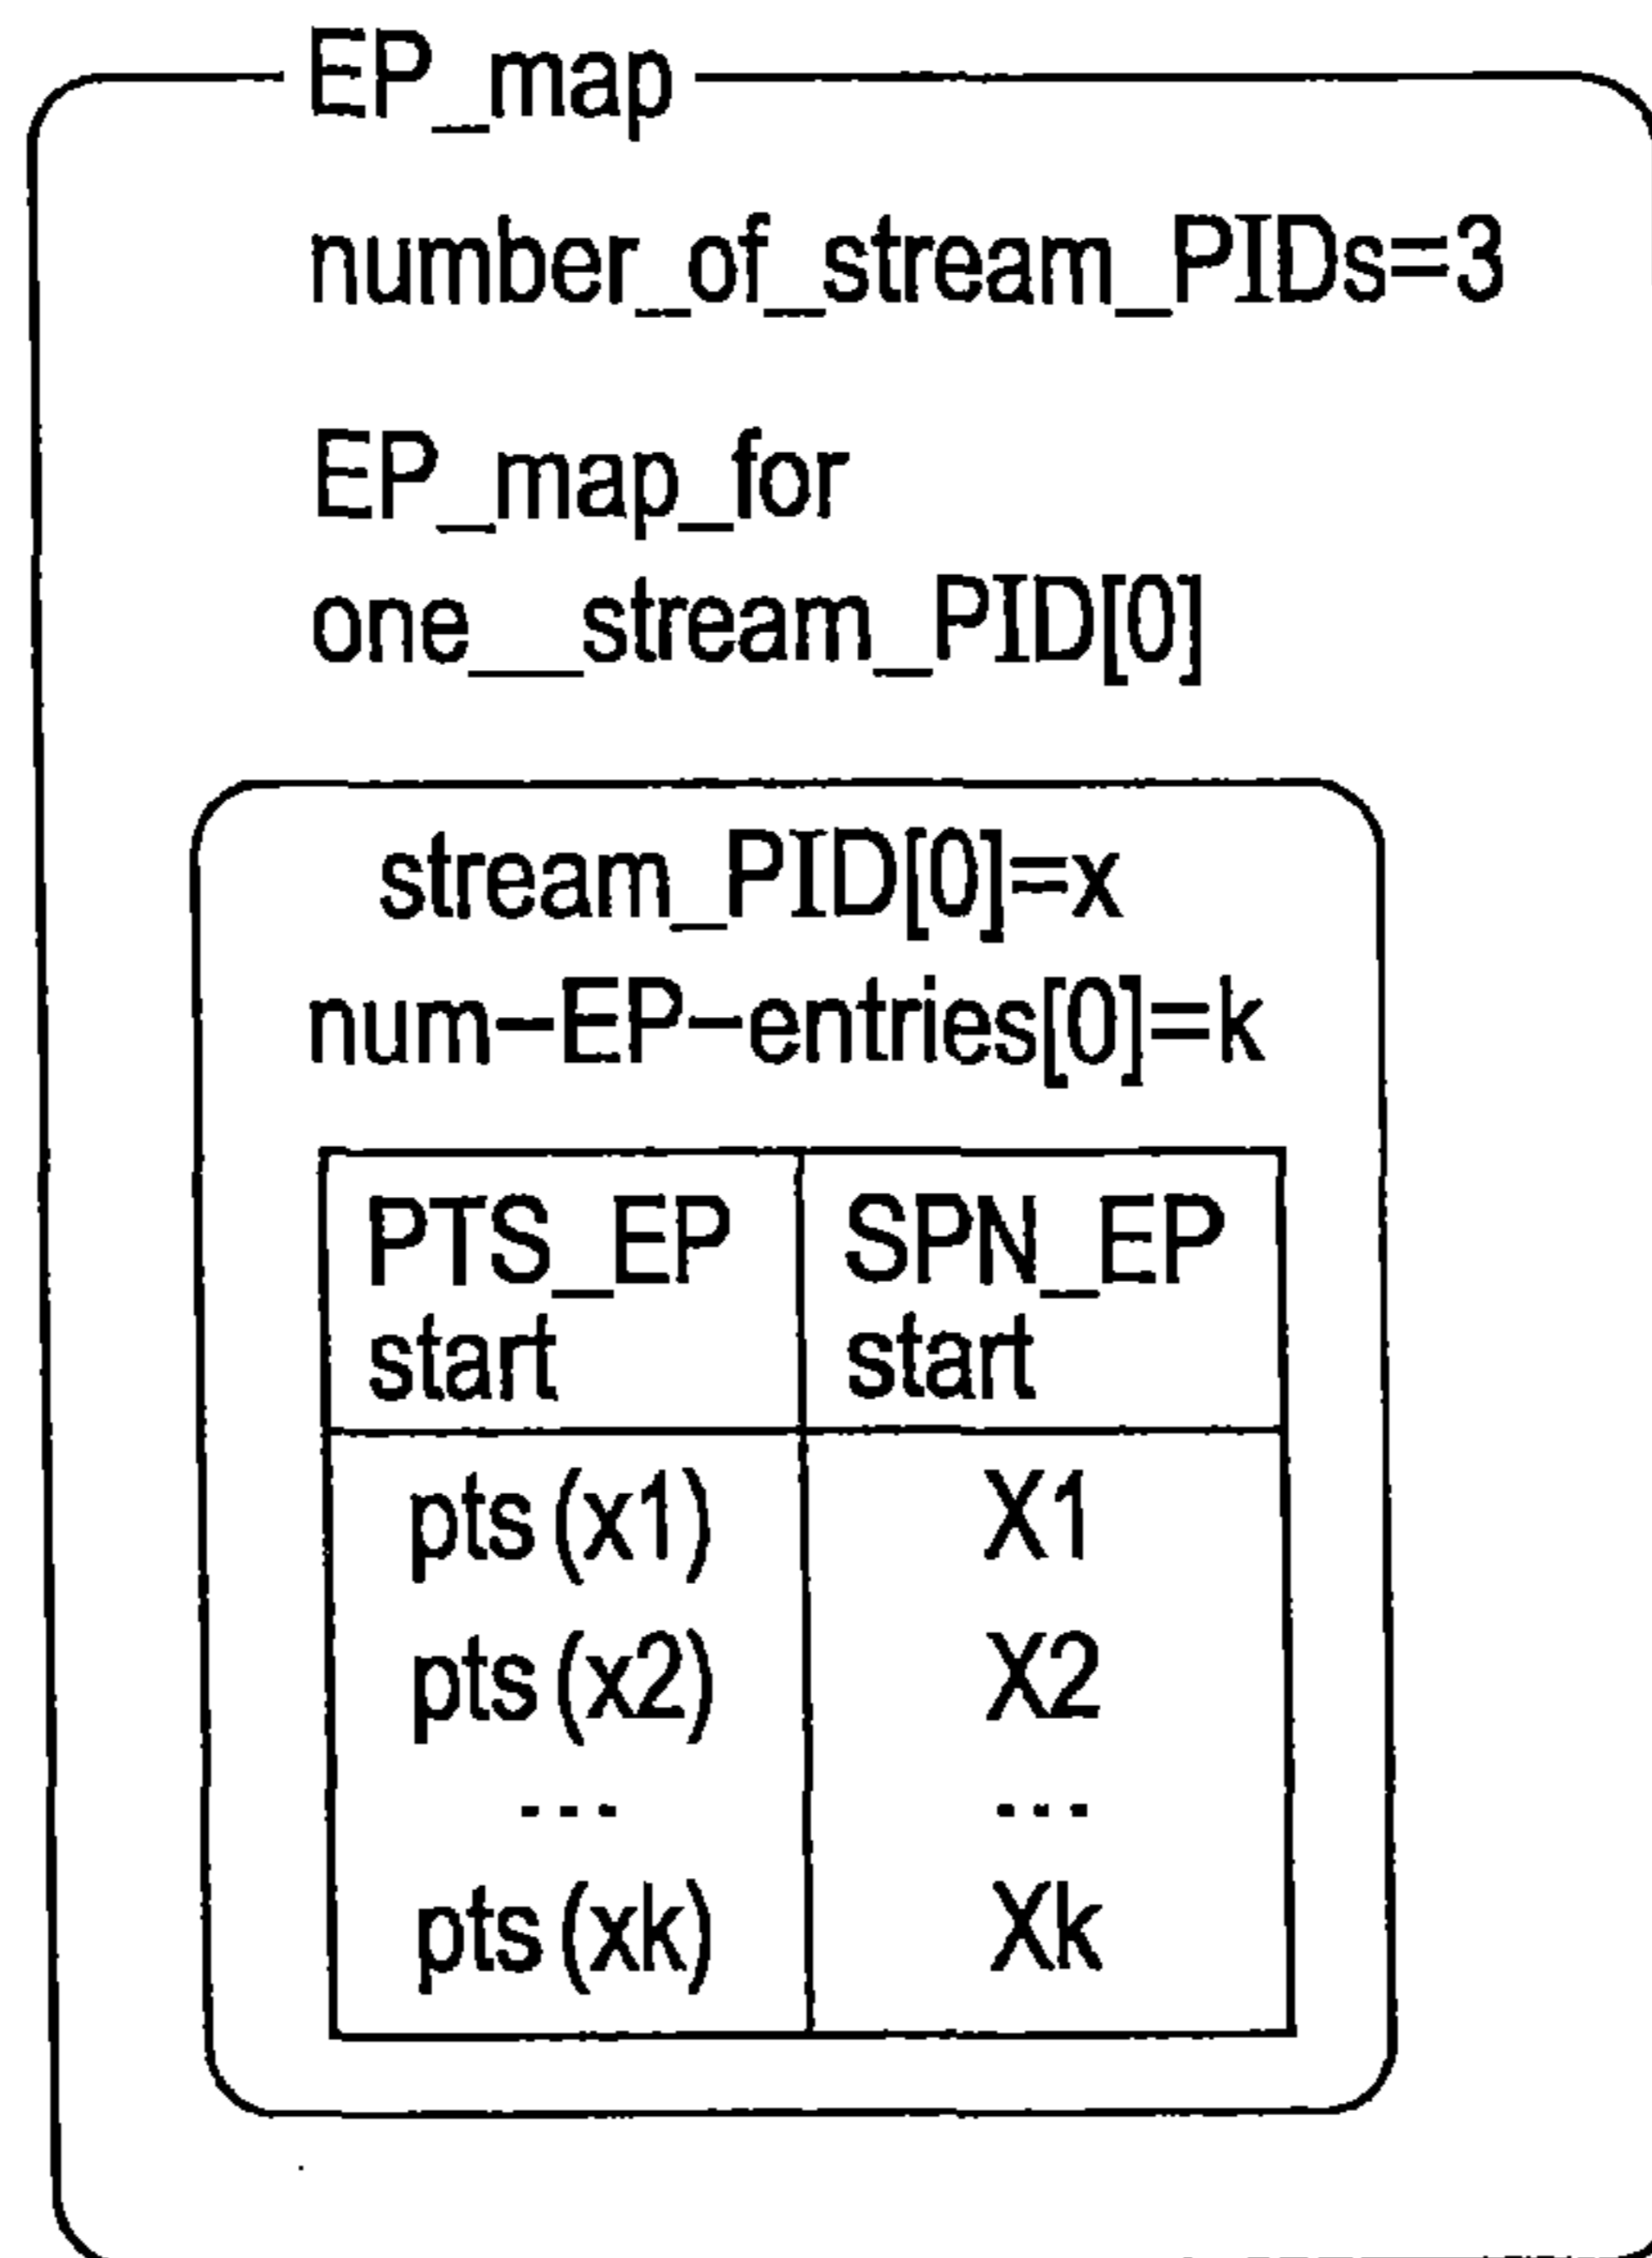 EP_map
number_of_stream_PIDs=3
EP_map_for
one__stream_PID[0]
stream_PID[0]=x
num-EP-entries[0]=k
PTS_EP SPN_EP
start start
pts(x1) X1
pts(x2) X2
--- ...
pts(xk) Xk